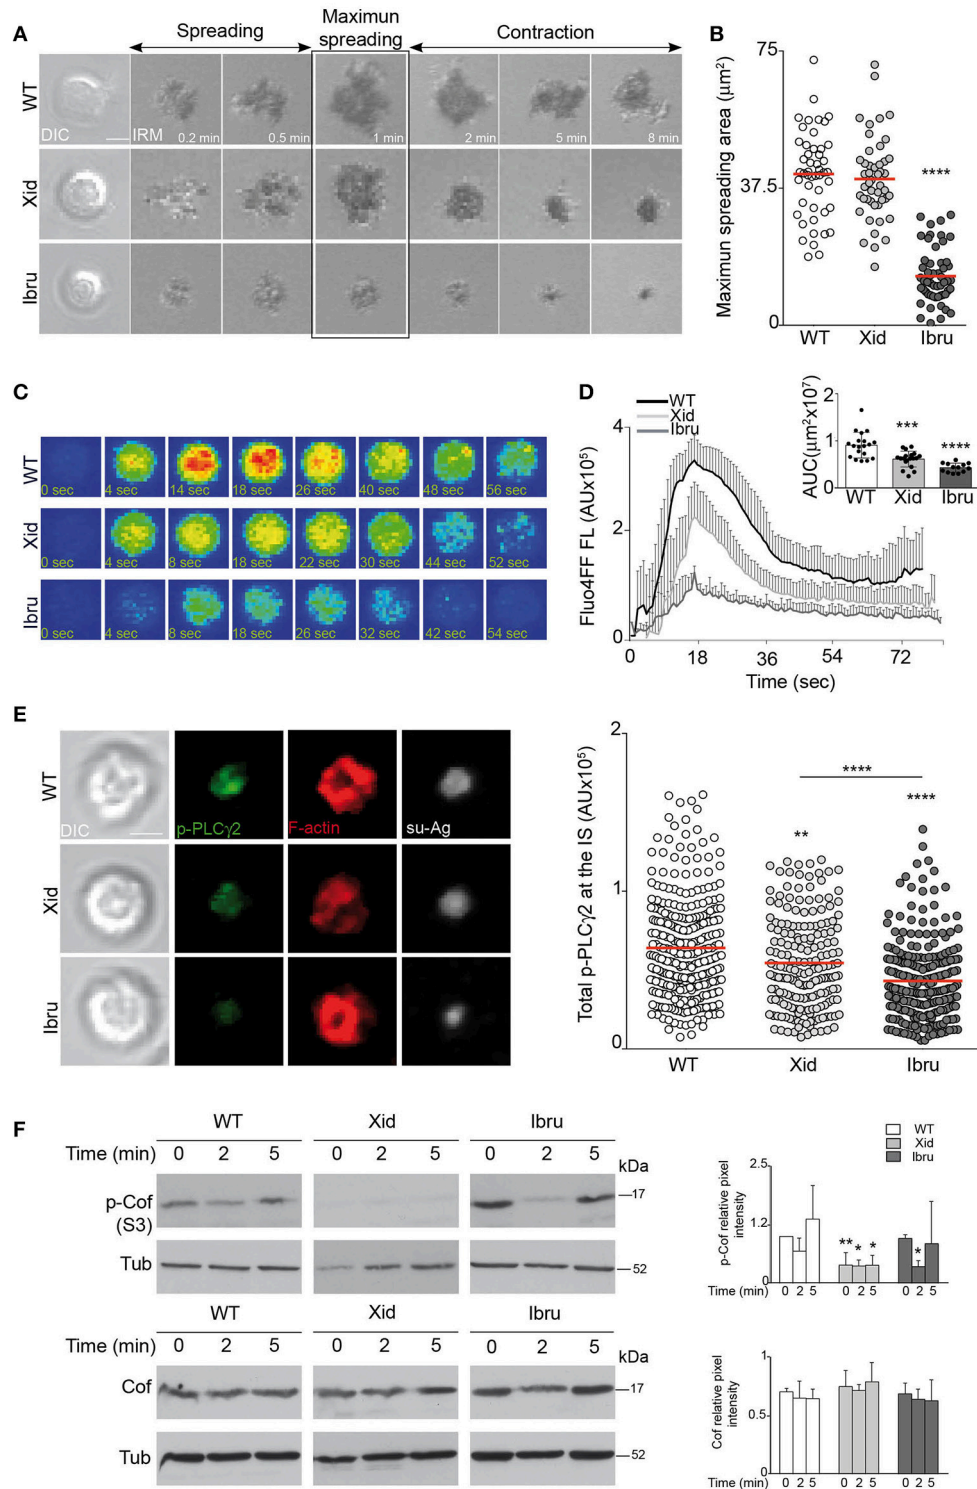 A
Spreading
Maximun
spreading
Contraction
WT
DIC
IRM
0.2 min
0.5 min
1 min
2 min
5 min
8 min
Xid
Ibru
B
Maximun spreading area (µm²)
75
37.5
0
****
WT
Xid
Ibru
C
WT
0 sec
4 sec
14 sec
18 sec
26 sec
40 sec
48 sec
56 sec
Xid
0 sec
4 sec
8 sec
18 sec
22 sec
30 sec
44 sec
52 sec
Ibru
0 sec
4 sec
8 sec
18 sec
26 sec
32 sec
42 sec
54 sec
D
WT
Xid
Ibru
Fluo4FF FL (AUx10⁵)
4
2
0
0
18
36
54
72
Time (sec)
AUC(µm²x10⁷)
2
1
0
***
****
WT
Xid
Ibru
E
WT
DIC
p-PLCγ2
F-actin
su-Ag
Xid
Ibru
Total p-PLCγ2 at the IS (AUx10⁵)
2
1
0
****
**
****
WT
Xid
Ibru
F
WT
Xid
Ibru
Time (min) 0 2 5 0 2 5 0 2 5
kDa
p-Cof
(S3)
17
Tub
52
WT
Xid
Ibru
Time (min) 0 2 5 0 2 5 0 2 5
kDa
Cof
17
Tub
52
WT
Xid
Ibru
p-Cof relative pixel
intensity
2.5
1.2
0
** * *
*
Time (min) 0 2 5 0 2 5 0 2 5
Cof relative pixel
intensity
1
0.5
0
Time (min) 0 2 5 0 2 5 0 2 5